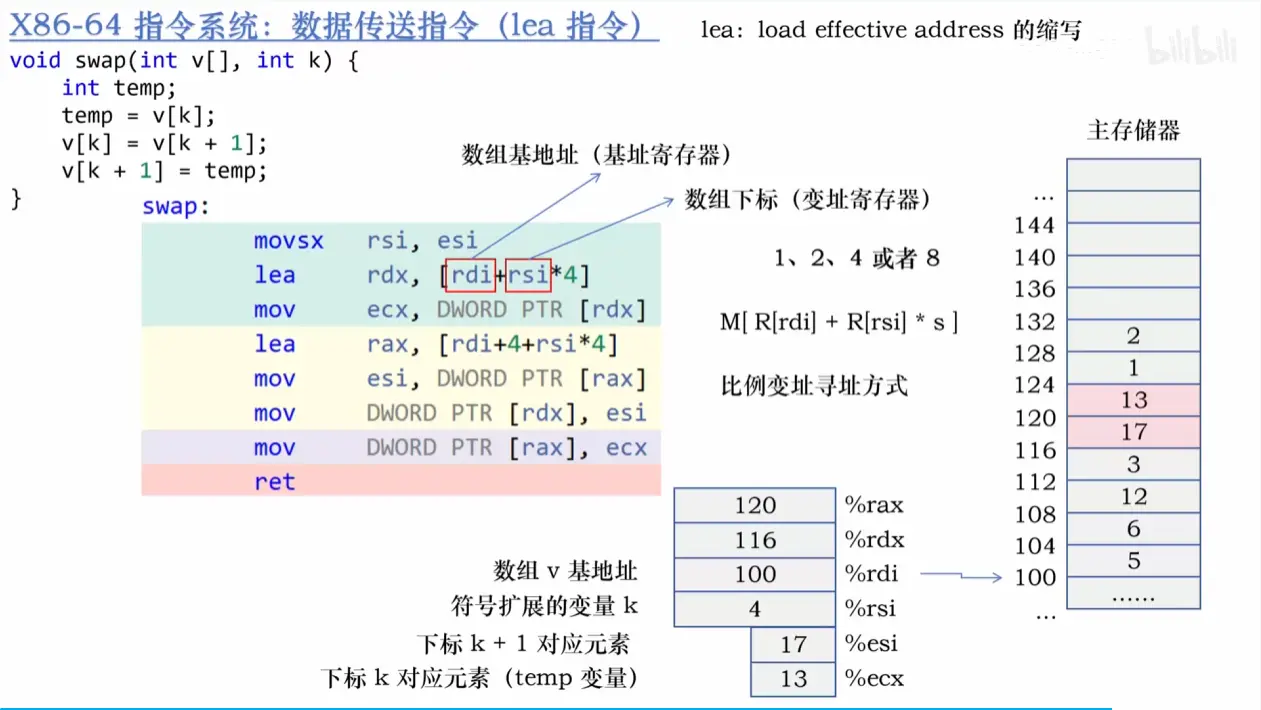 X86-64 指令系统：数据传送指令（lea 指令）
lea：load effective address 的缩写
bilibili
void swap(int v[], int k) {
int temp;
temp = v[k];
v[k] = v[k + 1];
v[k + 1] = temp;
}
swap:
movsx rsi, esi
lea rdx, [rdi+rsi*4]
mov ecx, DWORD PTR [rdx]
lea rax, [rdi+4+rsi*4]
mov esi, DWORD PTR [rax]
mov DWORD PTR [rdx], esi
mov DWORD PTR [rax], ecx
ret
数组基地址（基址寄存器）
数组下标（变址寄存器）
1、2、4 或者 8
M[ R[rdi] + R[rsi] * s ]
比例变址寻址方式
主存储器
...
144
140
136
132
2
128
1
124
13
120
17
116
3
112
12
108
6
104
5
100
......
...
120 %rax
116 %rdx
数组 v 基地址 100 %rdi
符号扩展的变量 k 4 %rsi
下标 k + 1 对应元素 17 %esi
下标 k 对应元素（temp 变量） 13 %ecx